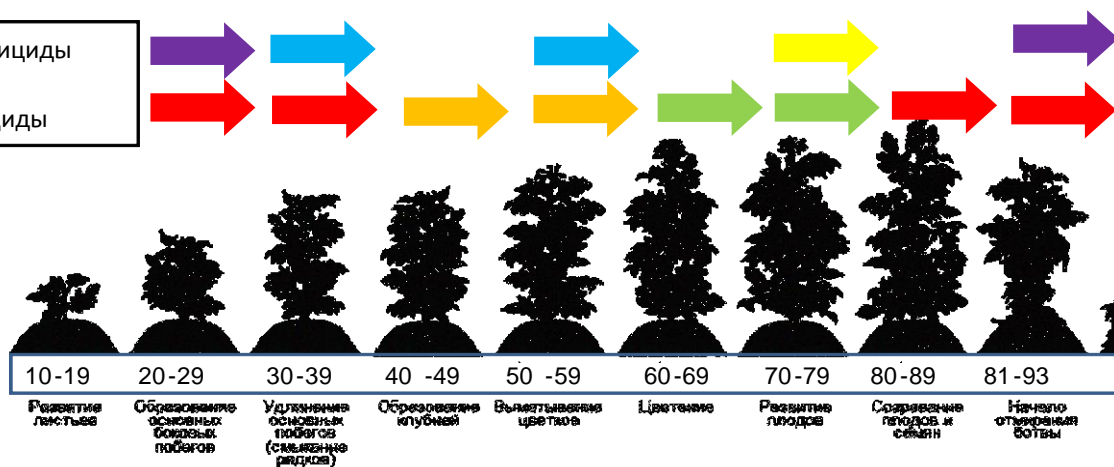 ициды
циды
10-19
20-29
30-39
40 -49
50 -59
60-69
70-79
80-89
81-93
Развитие
листьев
Образование
основных
боковых
побегов
Удлинение
основных
побегов
(смыкание
рядков)
Образование
клубней
Выметывание
цветков
Цветение
Развитие
плодов
Созревание
плодов и
семян
Начало
отмирания
ботвы